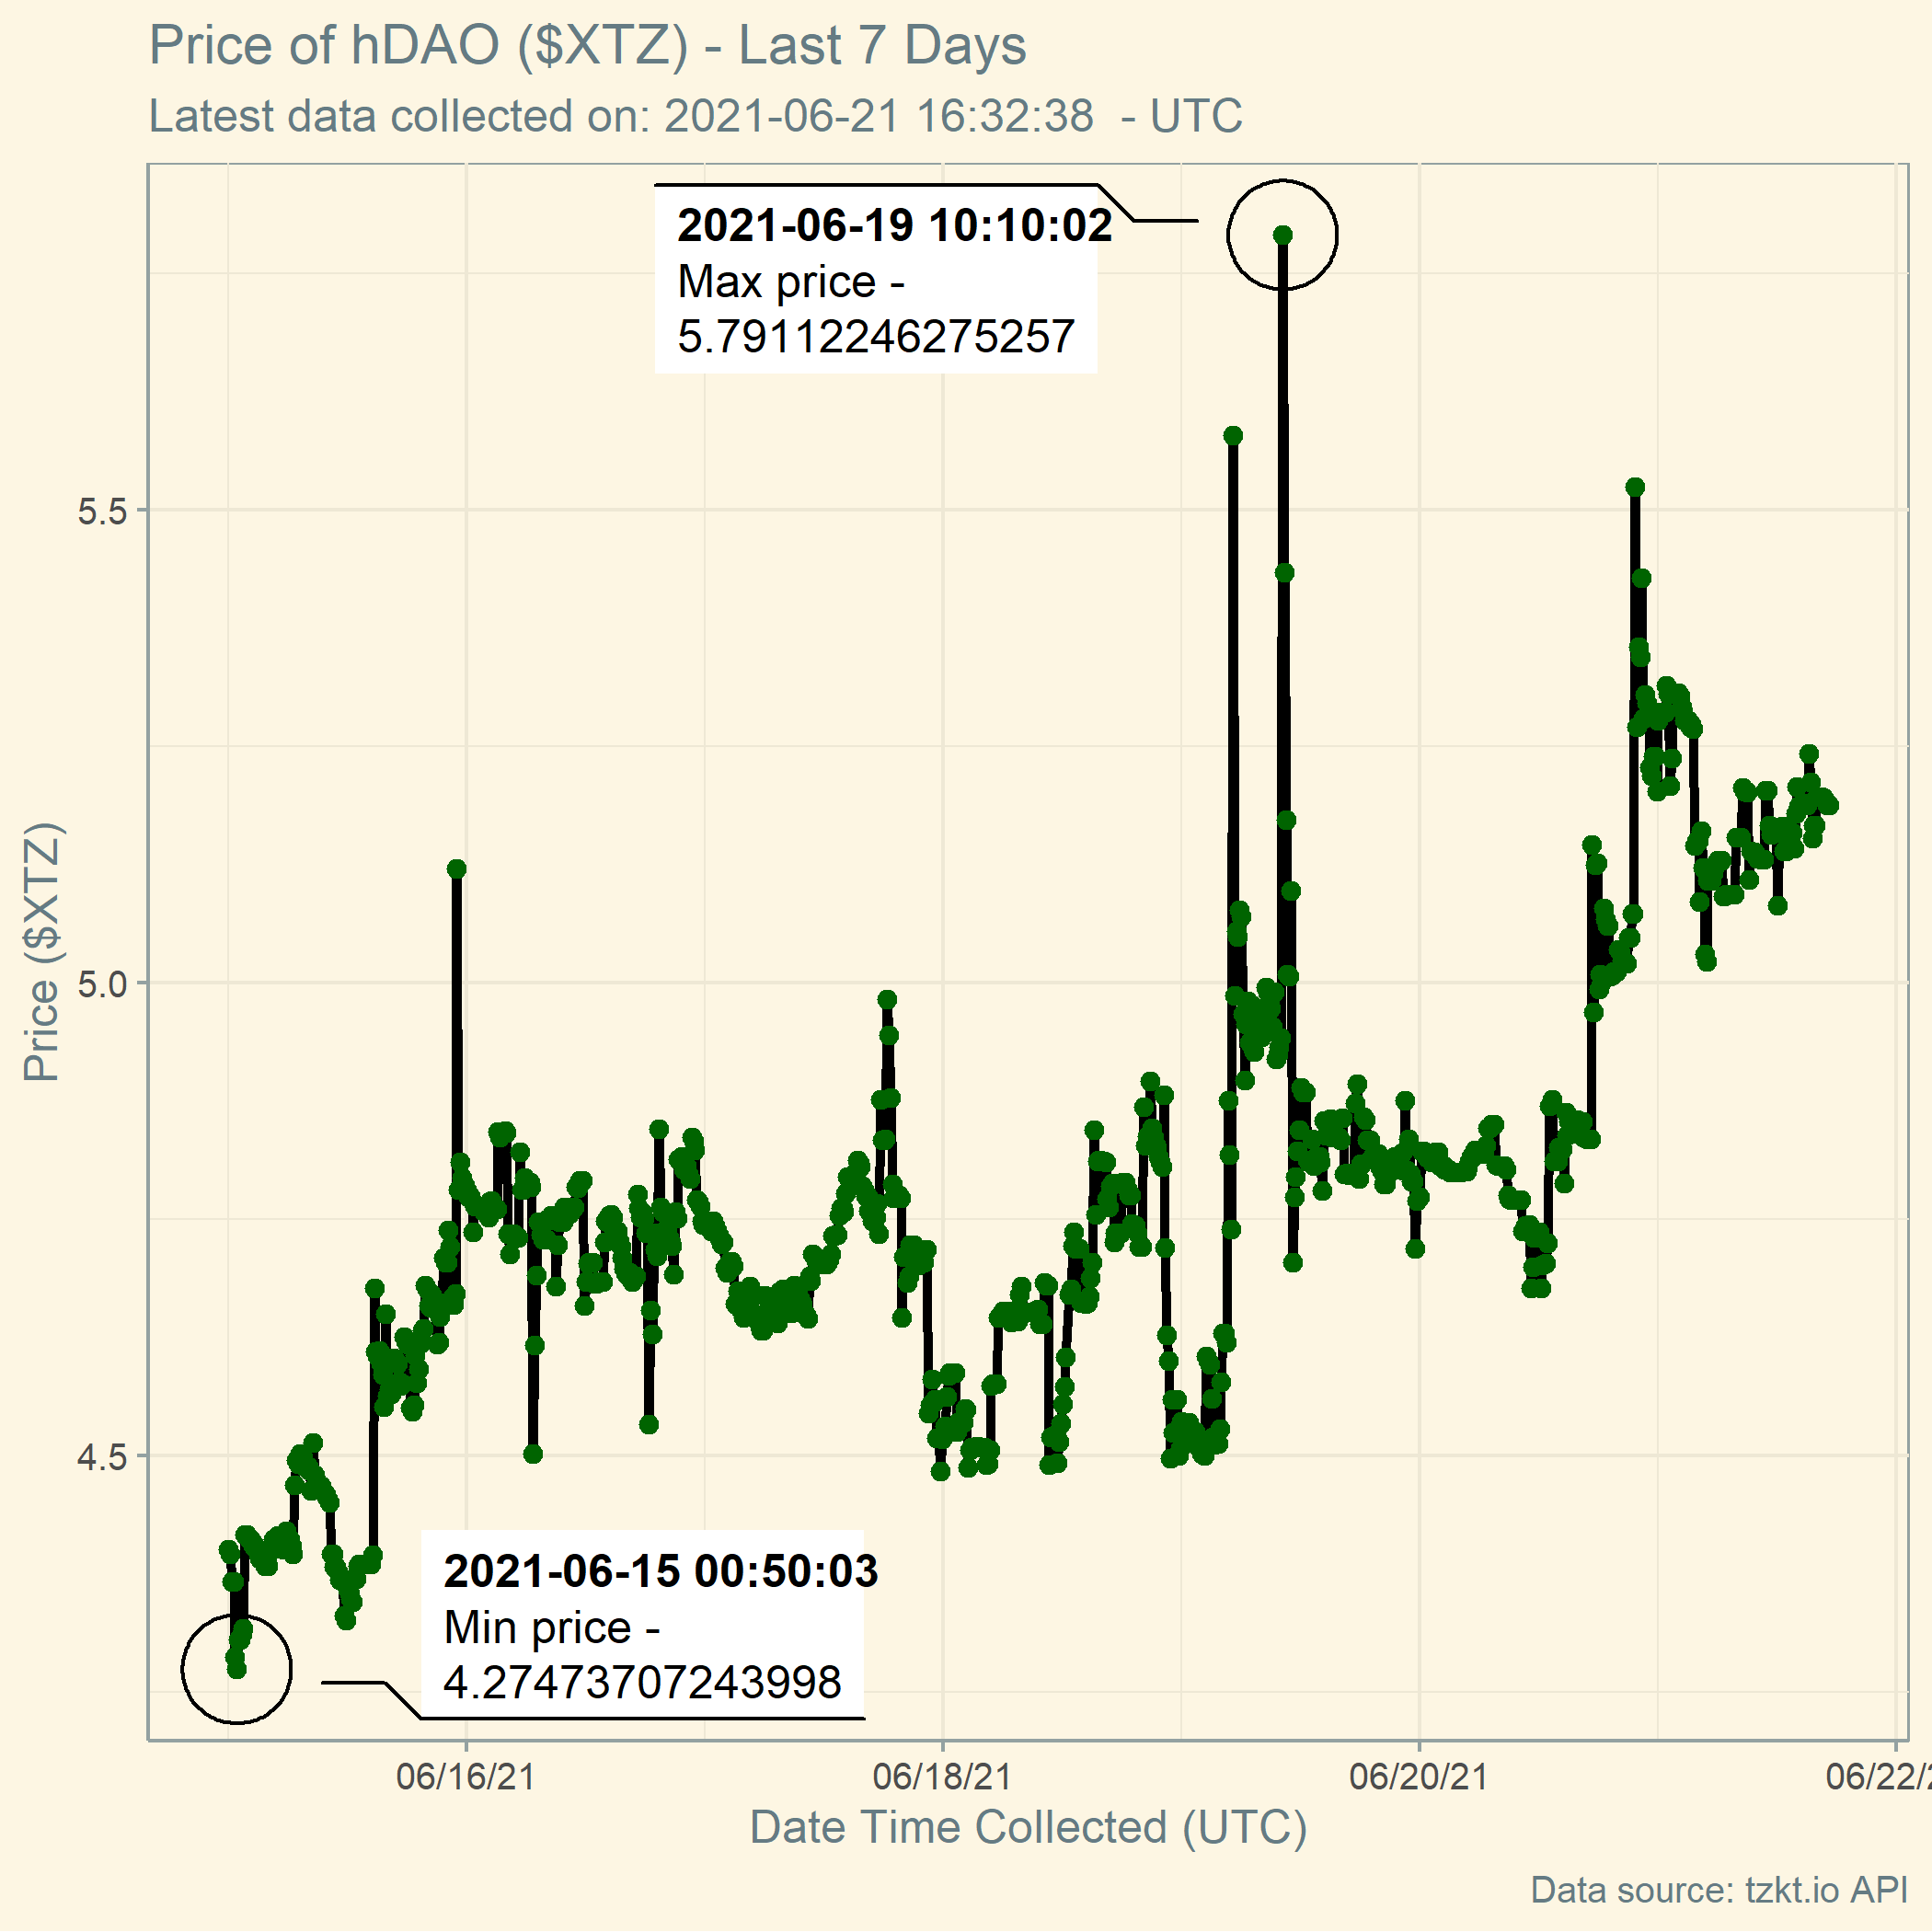 Price of hDAO ($XTZ) - Last 7 Days
Latest data collected on: 2021-06-21 16:32:38  - UTC
2021-06-19 10:10:02
Max price -
5.79112246275257
5.5
5.0
4.5
Price ($XTZ)
2021-06-15 00:50:03
Min price -
4.27473707243998
06/16/21
06/18/21
06/20/21
06/22/2
Date Time Collected (UTC)
Data source: tzkt.io API